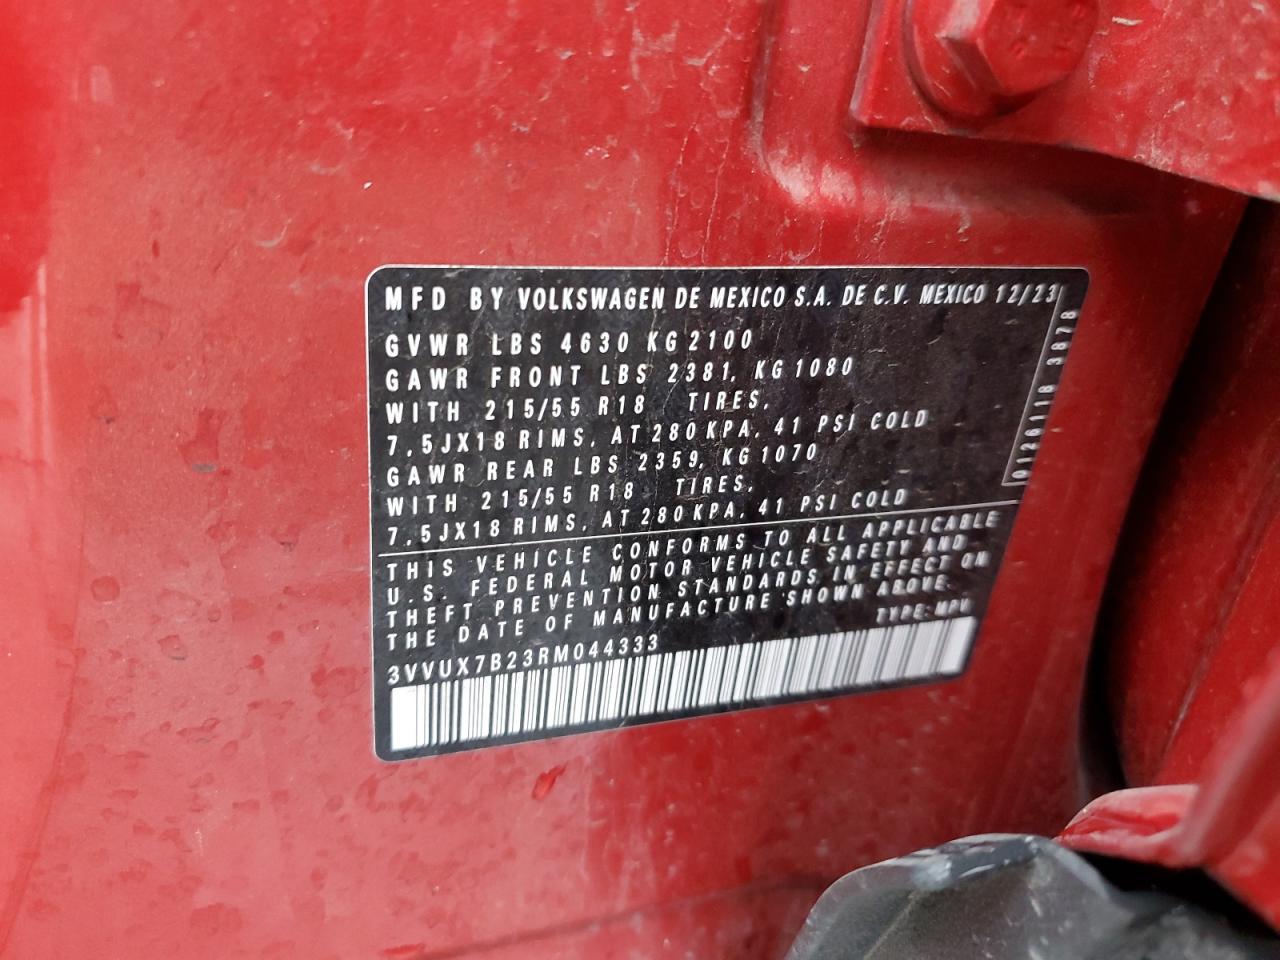 MFD BY VOLKSWAGEN DE MEXICO S.A. DE C.V. MEXICO 12/23
GVWR LBS 4630 KG 2100
GAWR FRONT LBS 2381, KG 1080
WITH 215/55 R18 TIRES,
7,5JX18 RIMS, AT 280 KPA, 41 PSI COLD
GAWR REAR LBS 2359, KG 1070
WITH 215/55 R18 TIRES,
7,5JX18 RIMS, AT 280 KPA, 41 PSI COLD
THIS VEHICLE CONFORMS TO ALL APPLICABLE
U.S. FEDERAL MOTOR VEHICLE SAFETY AND
THEFT PREVENTION STANDARDS IN EFFECT ON
THE DATE OF MANUFACTURE SHOWN ABOVE.
TYPE: MPV
3VVUX7B23RM044333
0126118 3878